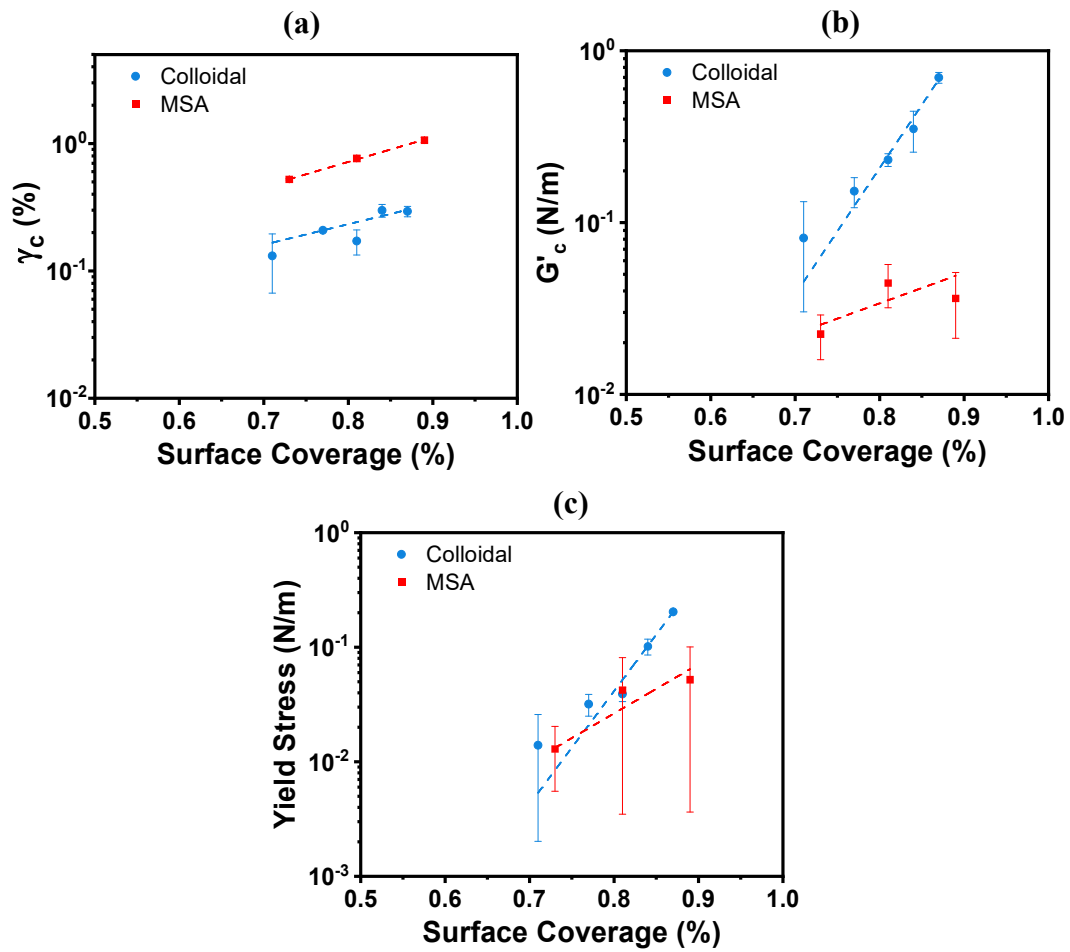 (a)
Colloidal
MSA
10⁰
10⁻¹
10⁻²
γc (%)
0.5 0.6 0.7 0.8 0.9 1.0
Surface Coverage (%)
(b)
Colloidal
MSA
10⁰
10⁻¹
10⁻²
G'c (N/m)
0.5 0.6 0.7 0.8 0.9 1.0
Surface Coverage (%)
(c)
Colloidal
MSA
10⁰
10⁻¹
10⁻²
10⁻³
Yield Stress (N/m)
0.5 0.6 0.7 0.8 0.9 1.0
Surface Coverage (%)